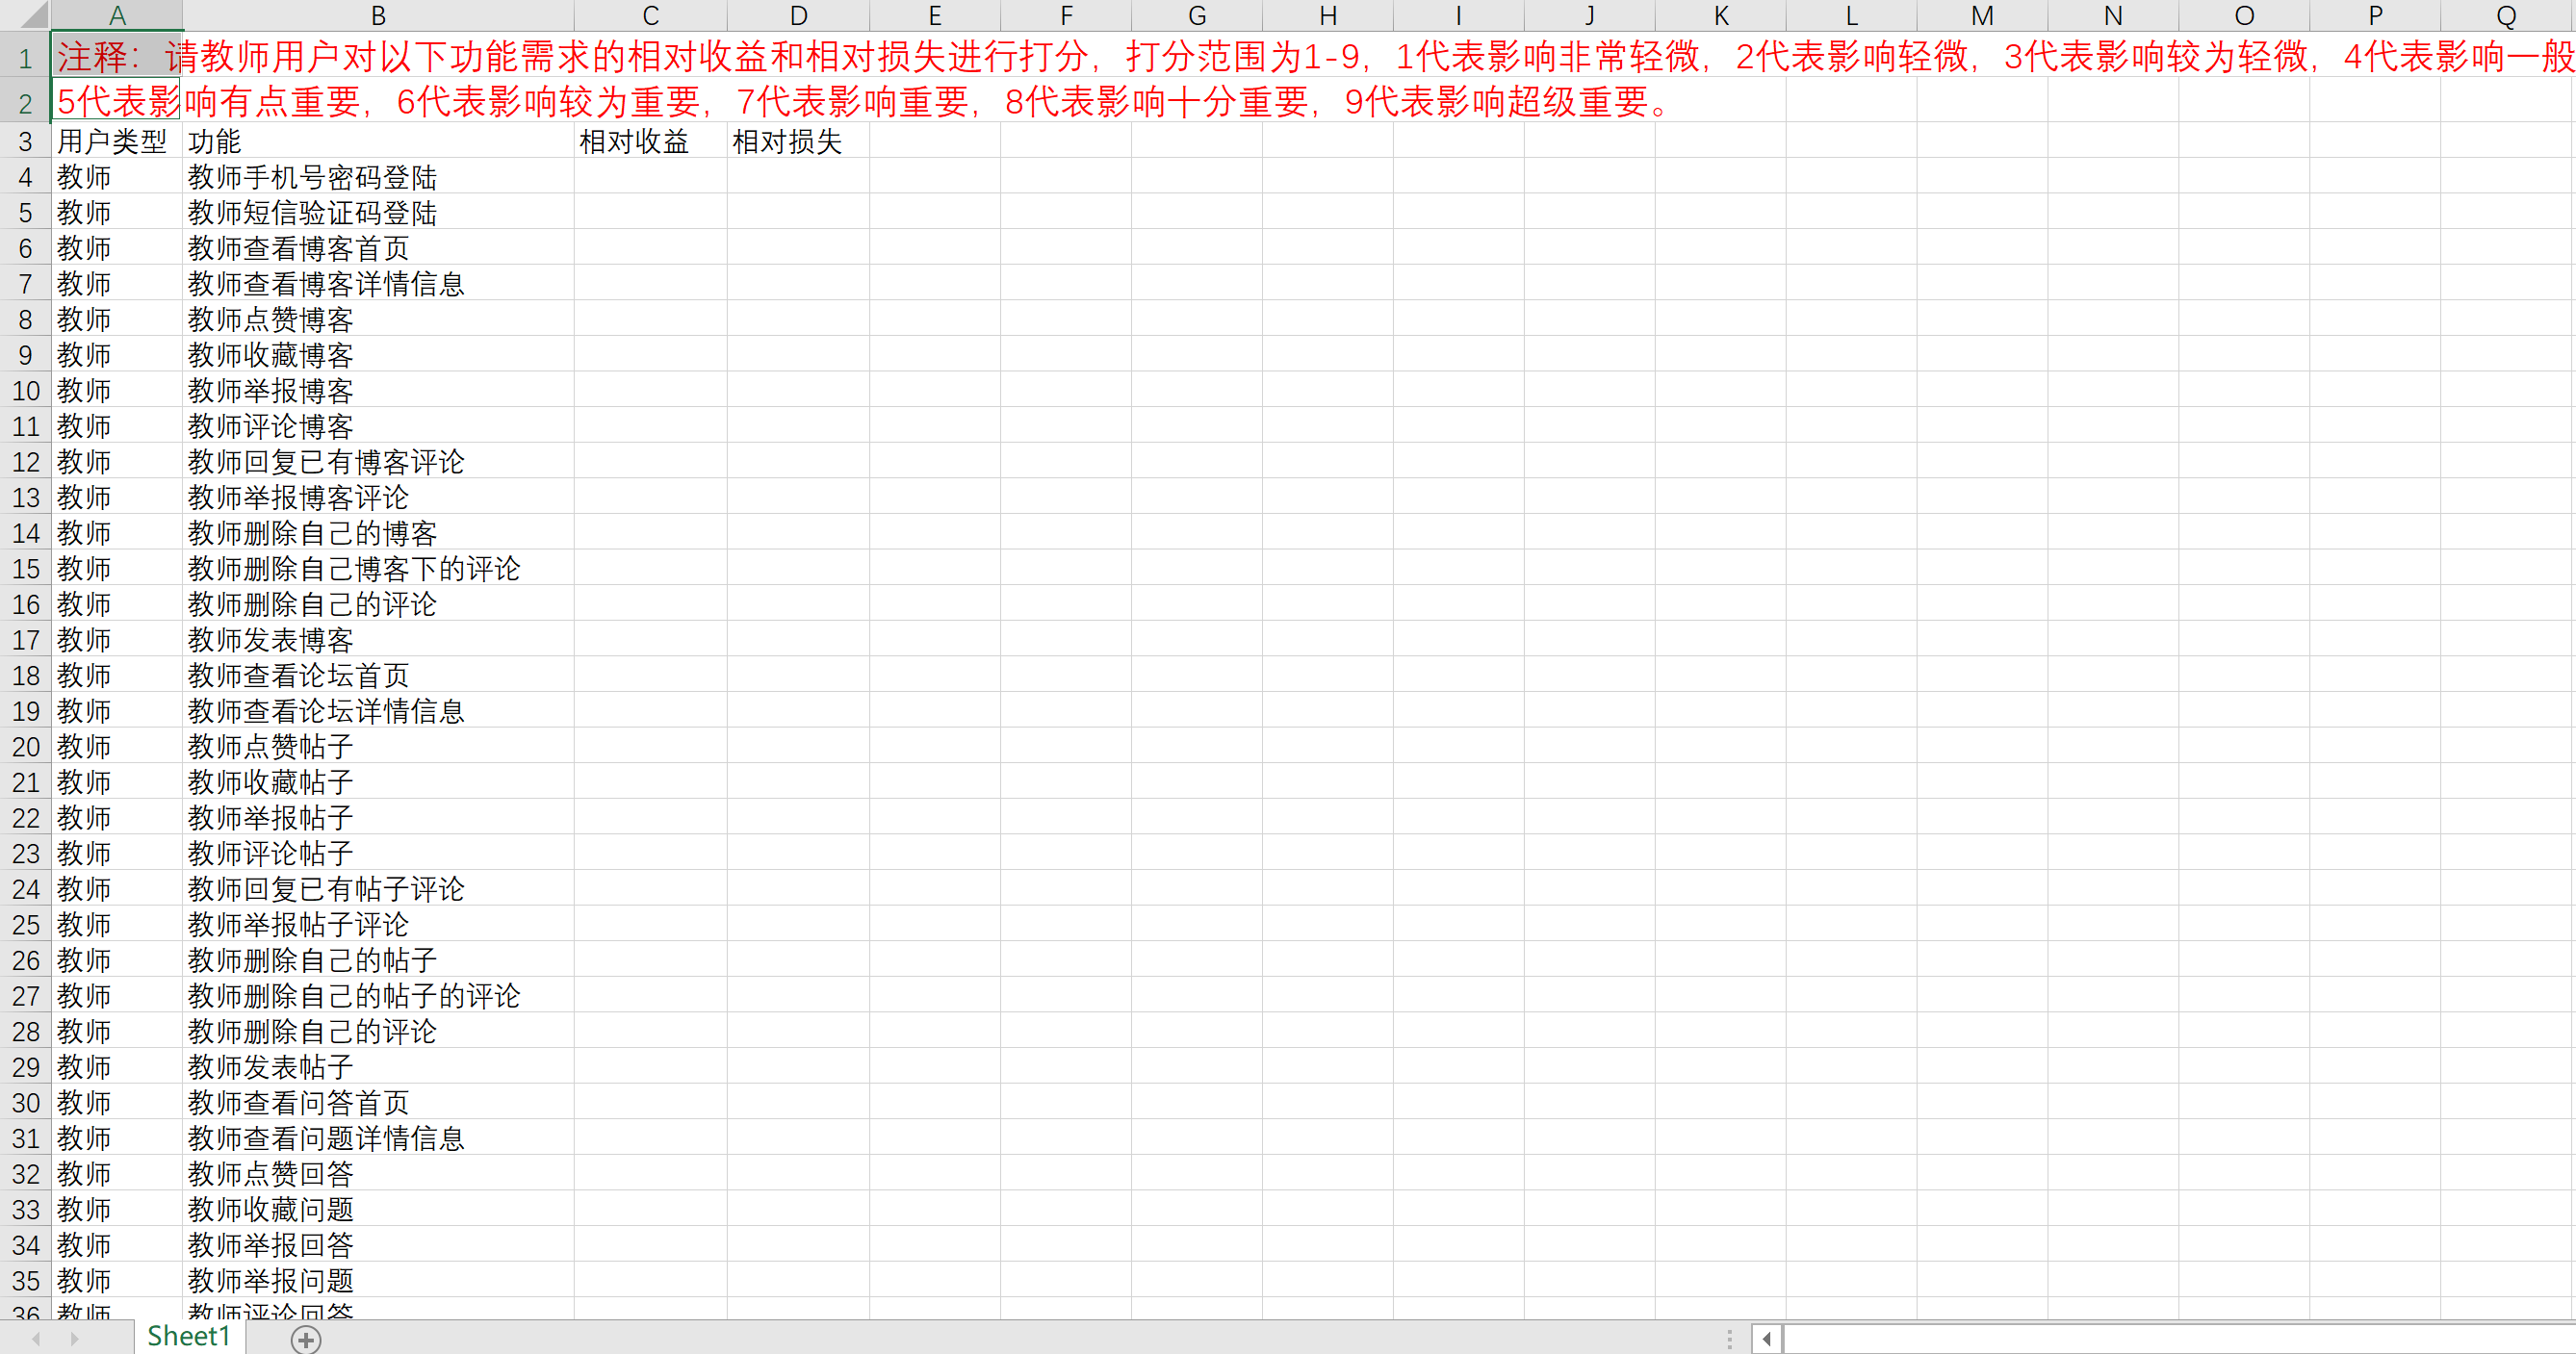 A B C D E F G H I J K L M N O P Q
1 注释：请教师用户对以下功能需求的相对收益和相对损失进行打分，打分范围为1-9，1代表影响非常轻微，2代表影响轻微，3代表影响较为轻微，4代表影响一般
2 5代表影响有点重要，6代表影响较为重要，7代表影响重要，8代表影响十分重要，9代表影响超级重要。
3 用户类型 功能 相对收益 相对损失
4 教师 教师手机号密码登陆
5 教师 教师短信验证码登陆
6 教师 教师查看博客首页
7 教师 教师查看博客详情信息
8 教师 教师点赞博客
9 教师 教师收藏博客
10 教师 教师举报博客
11 教师 教师评论博客
12 教师 教师回复已有博客评论
13 教师 教师举报博客评论
14 教师 教师删除自己的博客
15 教师 教师删除自己博客下的评论
16 教师 教师删除自己的评论
17 教师 教师发表博客
18 教师 教师查看论坛首页
19 教师 教师查看论坛详情信息
20 教师 教师点赞帖子
21 教师 教师收藏帖子
22 教师 教师举报帖子
23 教师 教师评论帖子
24 教师 教师回复已有帖子评论
25 教师 教师举报帖子评论
26 教师 教师删除自己的帖子
27 教师 教师删除自己的帖子的评论
28 教师 教师删除自己的评论
29 教师 教师发表帖子
30 教师 教师查看问答首页
31 教师 教师查看问题详情信息
32 教师 教师点赞回答
33 教师 教师收藏问题
34 教师 教师举报回答
35 教师 教师举报问题
36 教师 教师评论回答
Sheet1